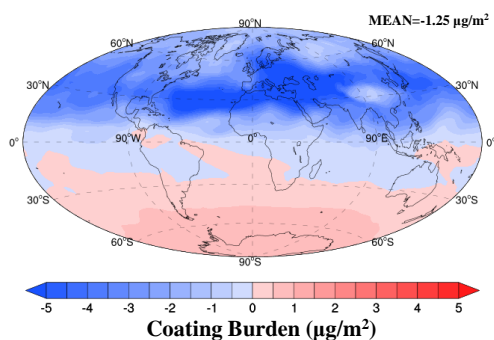 90°N
MEAN=-1.25 µg/m²
60°N 60°N
30°N 30°N
0° 90°W 0° 90°E 0°
30°S 30°S
60°S 60°S
90°S
-5 -4 -3 -2 -1 0 1 2 3 4 5
Coating Burden (µg/m²)